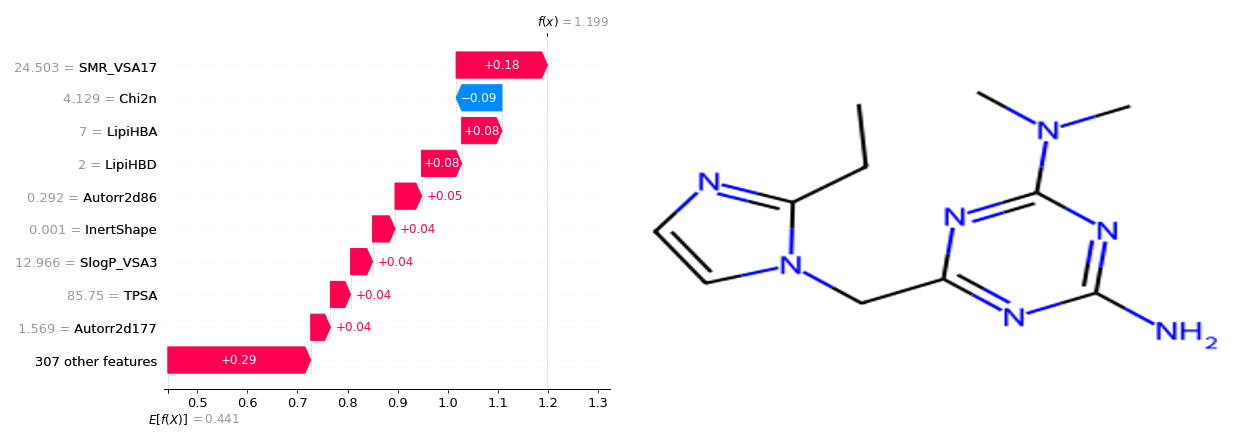 f(x) = 1.199
24.503 = SMR_VSA17 +0.18
4.129 = Chi2n −0.09
7 = LipiHBA +0.08
2 = LipiHBD +0.08
0.292 = Autorr2d86 +0.05
0.001 = InertShape +0.04
12.966 = SlogP_VSA3 +0.04
85.75 = TPSA +0.04
1.569 = Autorr2d177 +0.04
307 other features +0.29
0.5 0.6 0.7 0.8 0.9 1.0 1.1 1.2 1.3
E[f(X)] = 0.441
N
N
N
N
N
N
NH₂